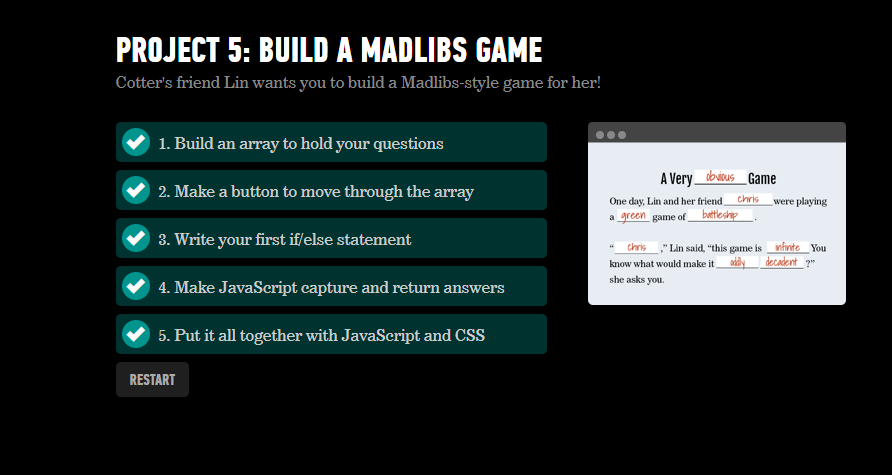 PROJECT 5: BUILD A MADLIBS GAME
Cotter's friend Lin wants you to build a Madlibs-style game for her!
1. Build an array to hold your questions
2. Make a button to move through the array
3. Write your first if/else statement
4. Make JavaScript capture and return answers
5. Put it all together with JavaScript and CSS
RESTART
A Very obvious Game
One day, Lin and her friend chris were playing
a green game of battleship .
“ chris ,” Lin said, “this game is infinite You
know what would make it oddly decadent ?”
she asks you.